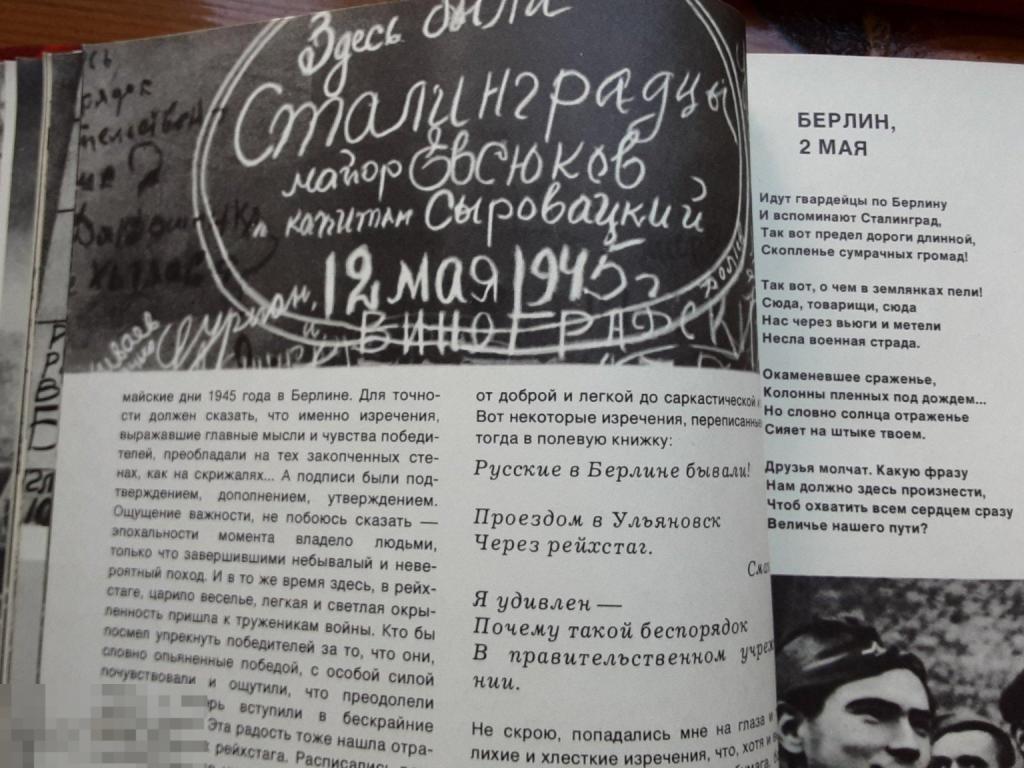 Здесь были
Сталинградцы
майор Овсюков
и капитан Сыровацкий
12 мая 1945 г
Дурман,
ВИНОГРАДСК
майские дни 1945 года в Берлине. Для точно-
сти должен сказать, что именно изречения,
выражавшие главные мысли и чувства победи-
телей, преобладали на тех закопченных сте-
нах, как на скрижалях... А подписи были под-
тверждением, дополнением, утверждением.
Ощущение важности, не побоюсь сказать —
эпохальности момента владело людьми,
только что завершившими небывалый и неве-
роятный поход. И в то же время здесь, в рейх-
стаге, царило веселье, легкая и светлая окры-
ленность пришла к труженикам войны. Кто бы
посмел упрекнуть победителей за то, что они,
словно опьяненные победой, с особой силой
почувствовали и ощутили, что преодолели
вступили в бескрайние
Эта радость тоже нашла отра-
рейхстага. Расписались
от доброй и легкой до саркастической
Вот некоторые изречения, переписанные
тогда в полевую книжку:
Русские в Берлине бывали!
Проездом в Ульяновск
Через рейхстаг.
Я удивлен —
Почему такой беспорядок
В правительственном учреж
нии.
Не скрою, попадались мне на глаза и
лихие и хлесткие изречения, что, хотя и
БЕРЛИН,
2 МАЯ
Идут гвардейцы по Берлину
И вспоминают Сталинград,
Так вот предел дороги длинной,
Скопленье сумрачных громад!
Так вот, о чем в землянках пели!
Сюда, товарищи, сюда
Нас через вьюги и метели
Несла военная страда.
Окаменевшее сраженье,
Колонны пленных под дождем...
Но словно солнца отраженье
Сияет на штыке твоем.
Друзья молчат. Какую фразу
Нам должно здесь произнести,
Чтоб охватить всем сердцем сразу
Величье нашего пути?